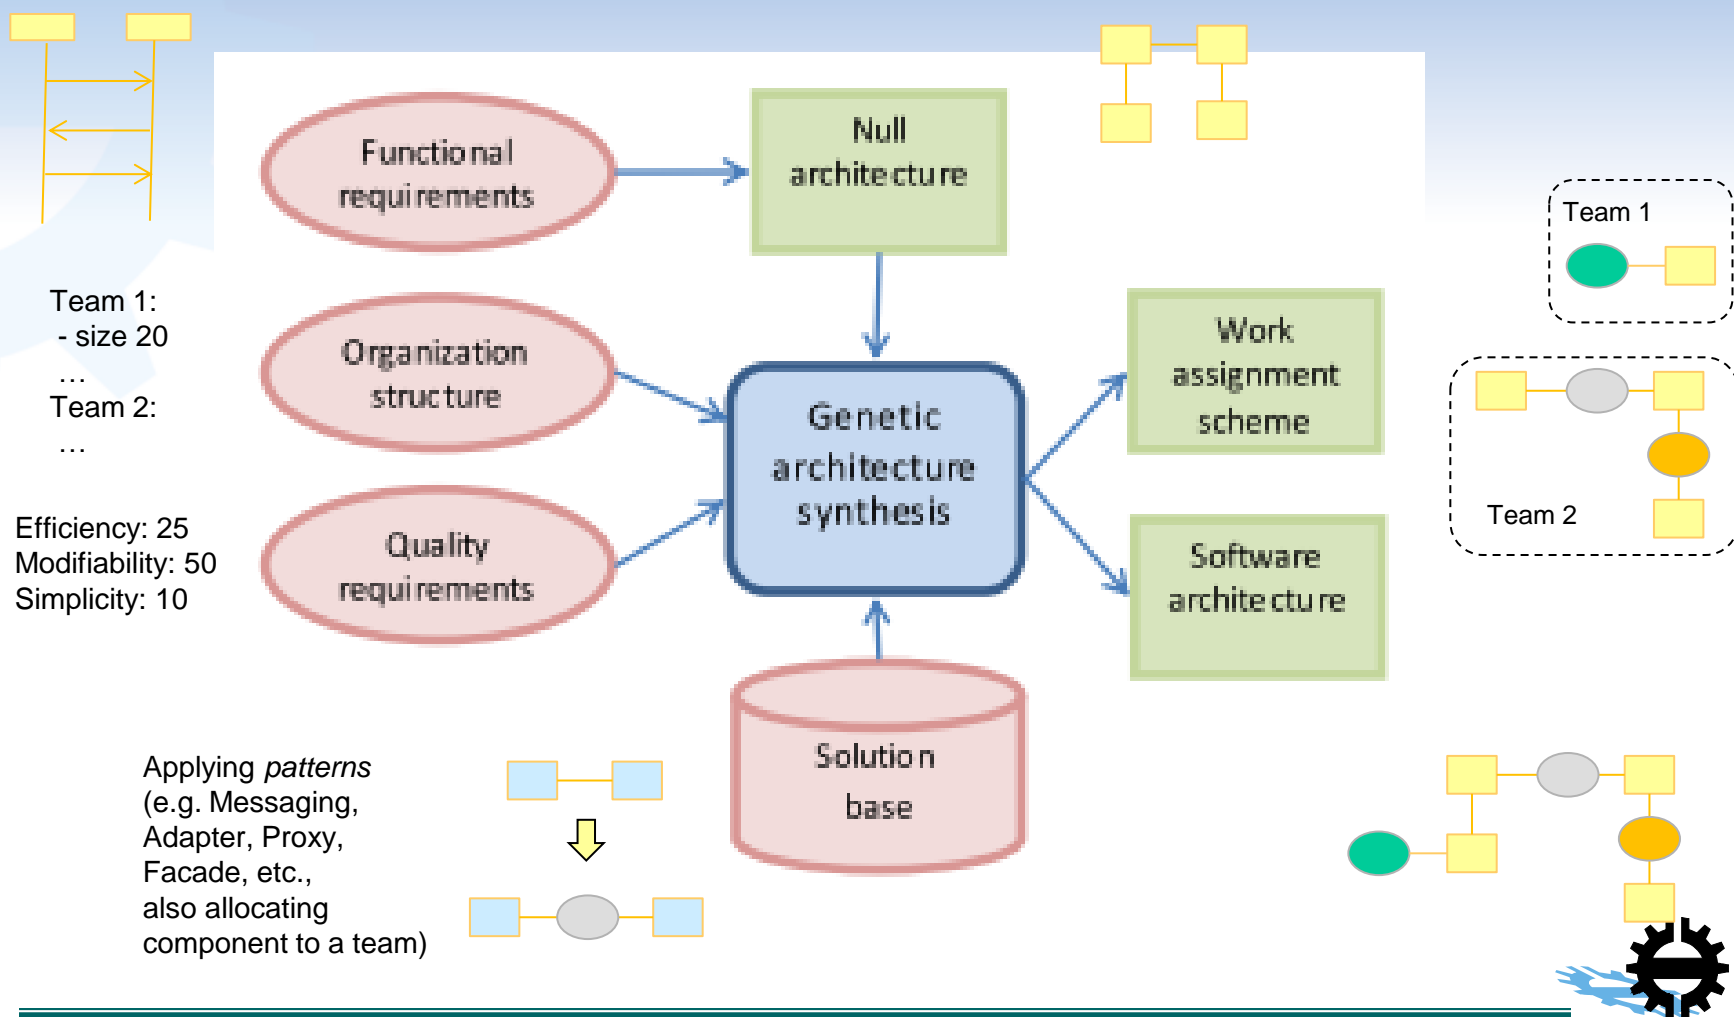 Functional
requirements
Null
architecture
Team 1
Team 1:
- size 20
…
Team 2:
…
Organization
structure
Work
assignment
scheme
Genetic
architecture
synthesis
Efficiency: 25
Modifiability: 50
Simplicity: 10
Quality
requirements
Software
architecture
Team 2
Solution
base
Applying patterns
(e.g. Messaging,
Adapter, Proxy,
Facade, etc.,
also allocating
component to a team)